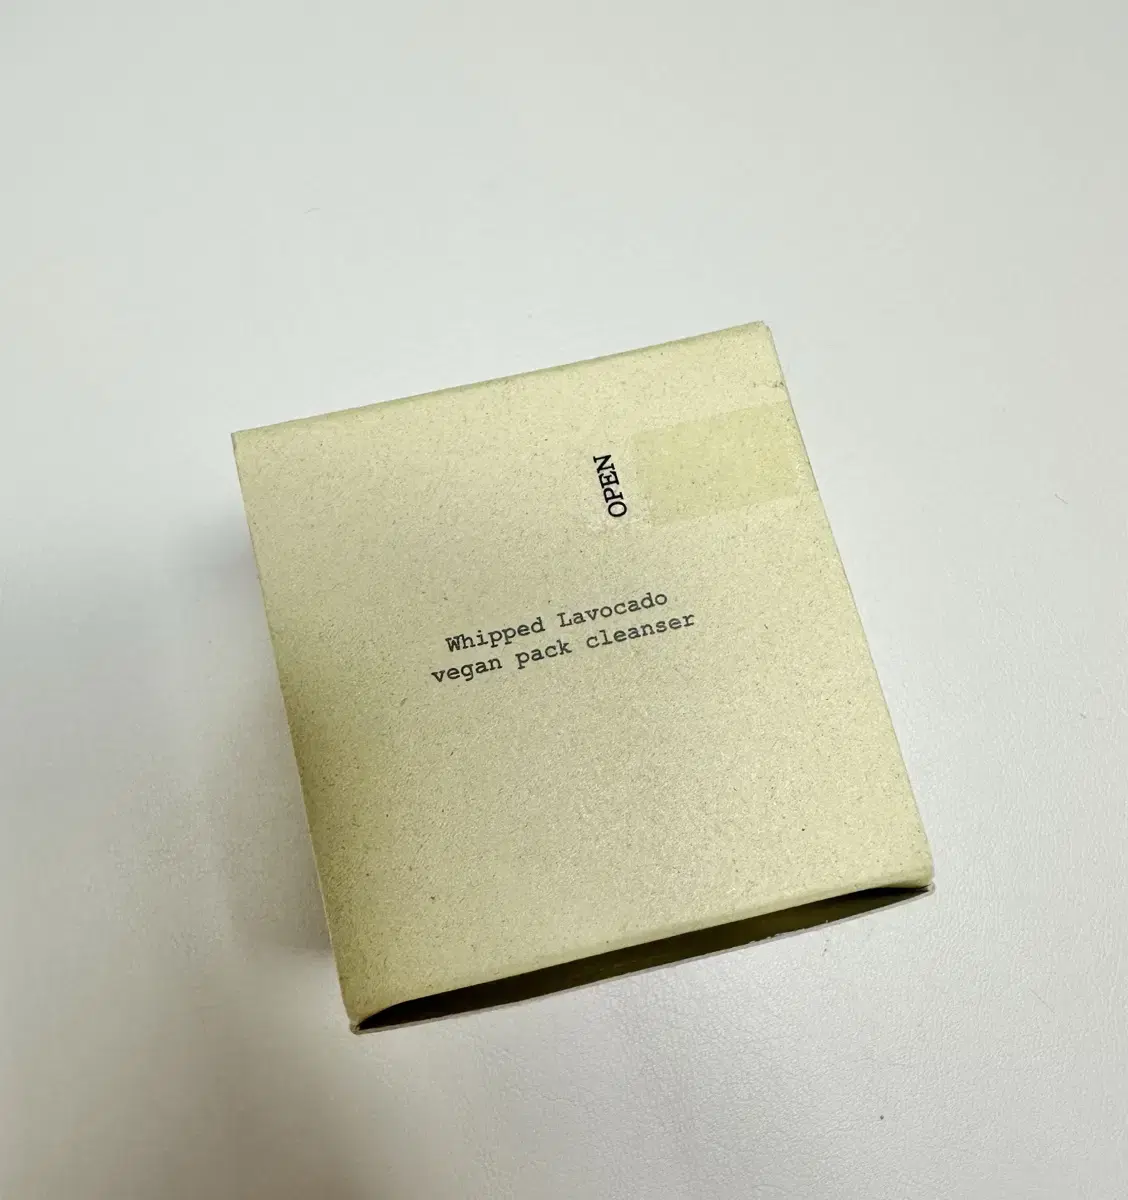 OPEN
Whipped Lavocado
vegan pack cleanser